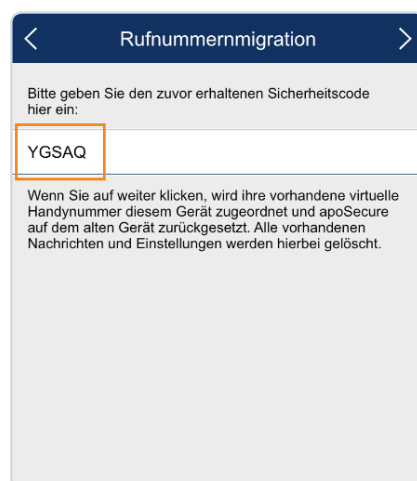 Rufnummernmigration
Bitte geben Sie den zuvor erhaltenen Sicherheitscode
hier ein:
YGSAQ
Wenn Sie auf weiter klicken, wird ihre vorhandene virtuelle
Handynummer diesem Gerät zugeordnet und apoSecure
auf dem alten Gerät zurückgesetzt. Alle vorhandenen
Nachrichten und Einstellungen werden hierbei gelöscht.